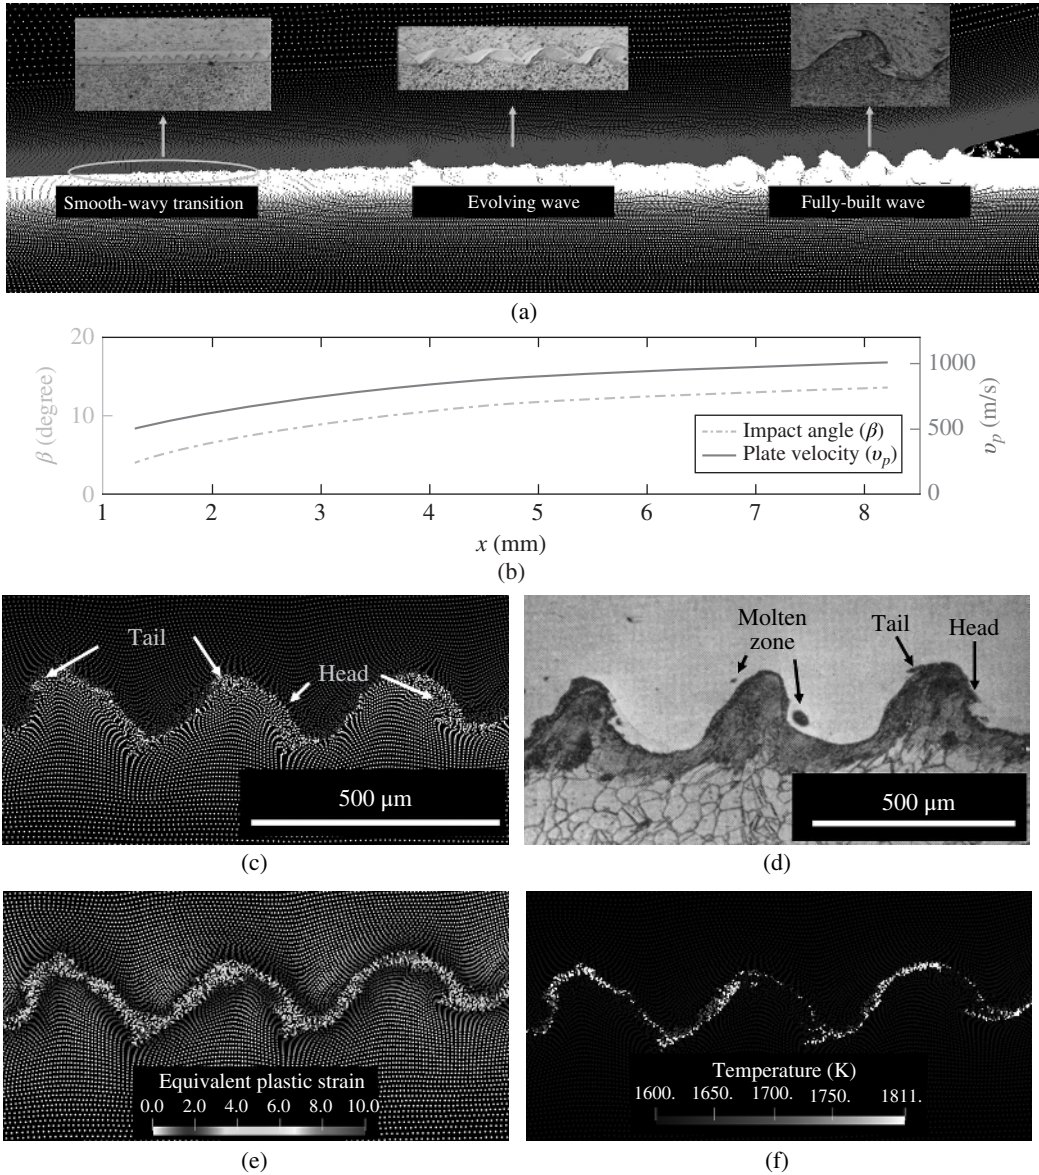 Smooth-wavy transition
Evolving wave
Fully-built wave
(a)
20
10
0
β (degree)
1000
500
0
υp (m/s)
Impact angle (β)
Plate velocity (υp)
1 2 3 4 5 6 7 8
x (mm)
(b)
Tail
Head
500 μm
(c)
Molten
zone
Tail
Head
500 μm
(d)
Equivalent plastic strain
0.0 2.0 4.0 6.0 8.0 10.0
(e)
Temperature (K)
1600. 1650. 1700. 1750. 1811.
(f)